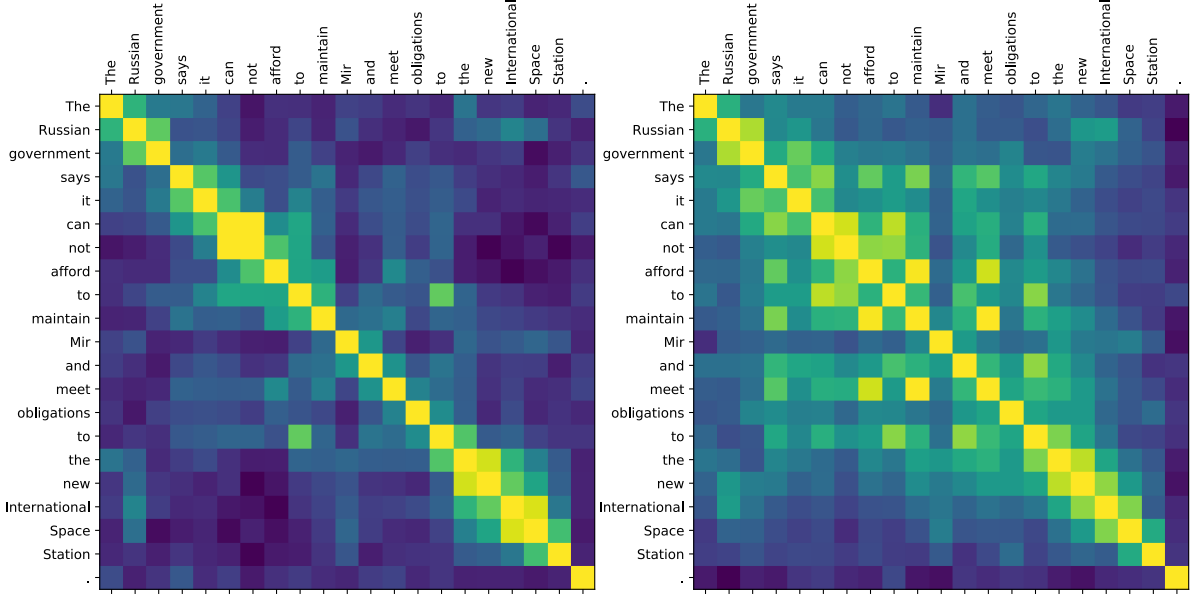 The Russian government says it can not afford to maintain Mir and meet obligations to the new International Space Station .
The
Russian
government
says
it
can
not
afford
to
maintain
Mir
and
meet
obligations
to
the
new
International
Space
Station
.
The Russian government says it can not afford to maintain Mir and meet obligations to the new International Space Station .
The
Russian
government
says
it
can
not
afford
to
maintain
Mir
and
meet
obligations
to
the
new
International
Space
Station
.